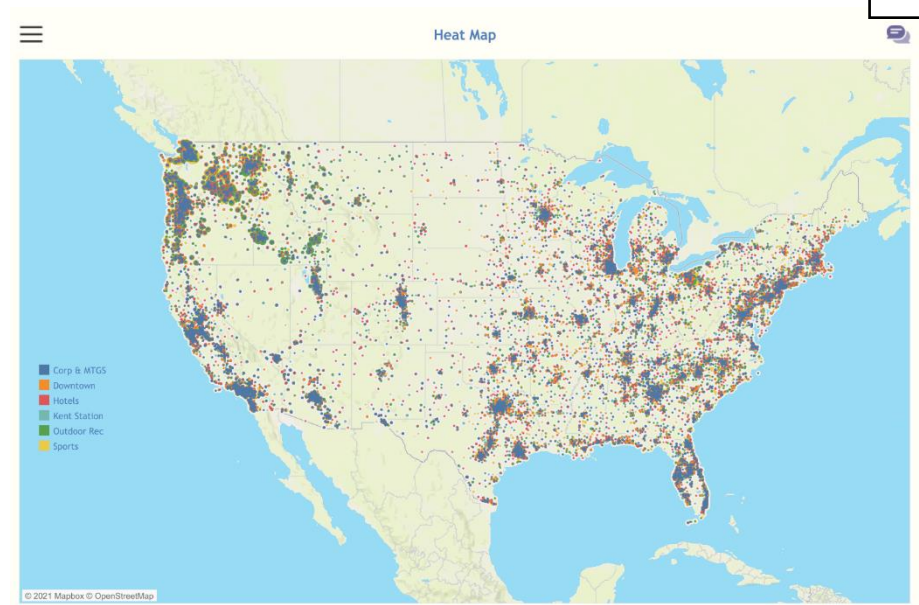 Heat Map
Corp & MTGS
Downtown
Hotels
Kent Station
Outdoor Rec
Sports
© 2021 Mapbox © OpenStreetMap